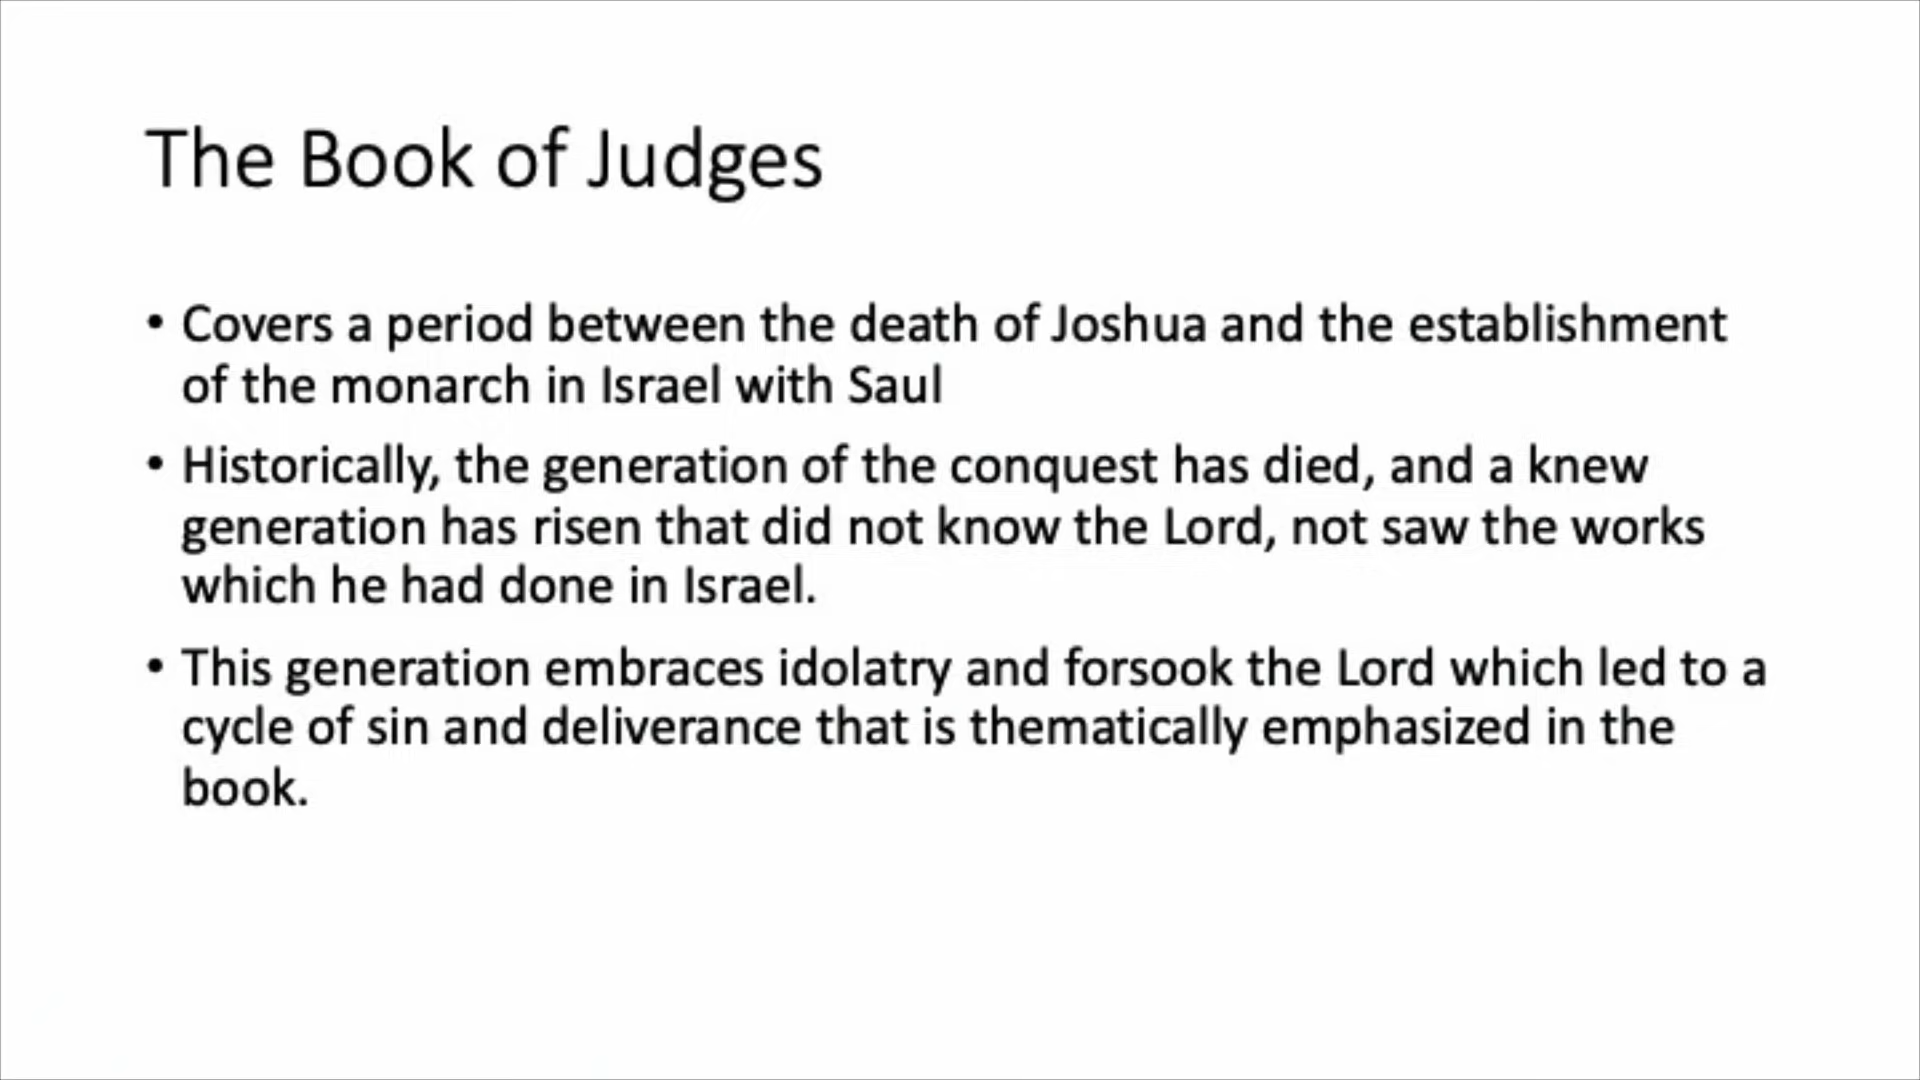 The Book of Judges
• Covers a period between the death of Joshua and the establishment
of the monarch in Israel with Saul
• Historically, the generation of the conquest has died, and a knew
generation has risen that did not know the Lord, not saw the works
which he had done in Israel.
• This generation embraces idolatry and forsook the Lord which led to a
cycle of sin and deliverance that is thematically emphasized in the
book.